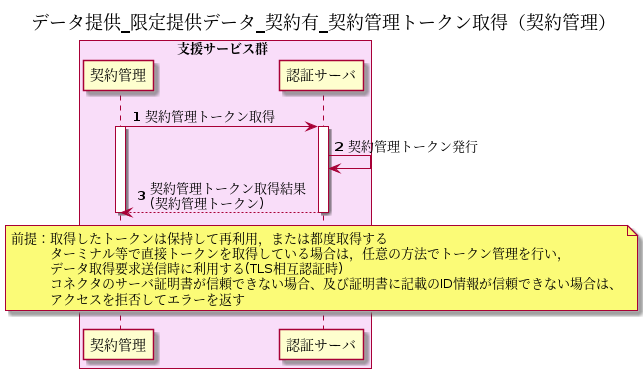 データ提供_限定提供データ_契約有_契約管理トークン取得（契約管理）
支援サービス群
契約管理
認証サーバ
1 契約管理トークン取得
2 契約管理トークン発行
契約管理トークン取得結果
3 (契約管理トークン)
前提：取得したトークンは保持して再利用，または都度取得する
ターミナル等で直接トークンを取得している場合は，任意の方法でトークン管理を行い，
データ取得要求送信時に利用する(TLS相互認証時)
コネクタのサーバ証明書が信頼できない場合、及び証明書に記載のID情報が信頼できない場合は、
アクセスを拒否してエラーを返す
契約管理
認証サーバ